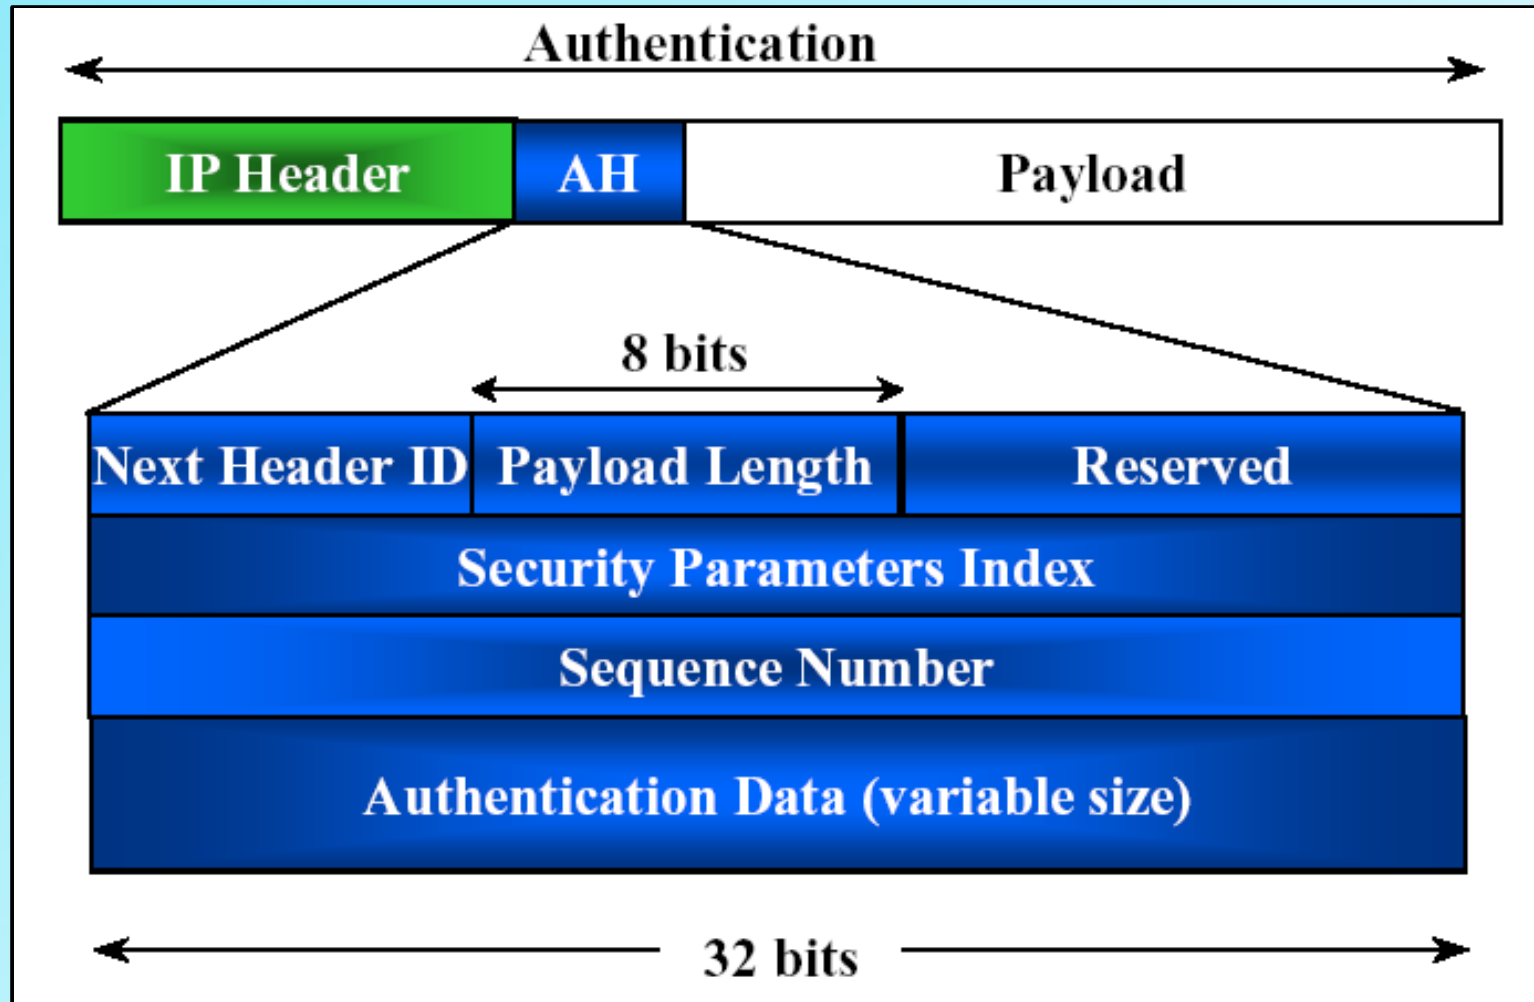 Authentication
IP Header AH Payload
8 bits
Next Header ID Payload Length Reserved
Security Parameters Index
Sequence Number
Authentication Data (variable size)
32 bits